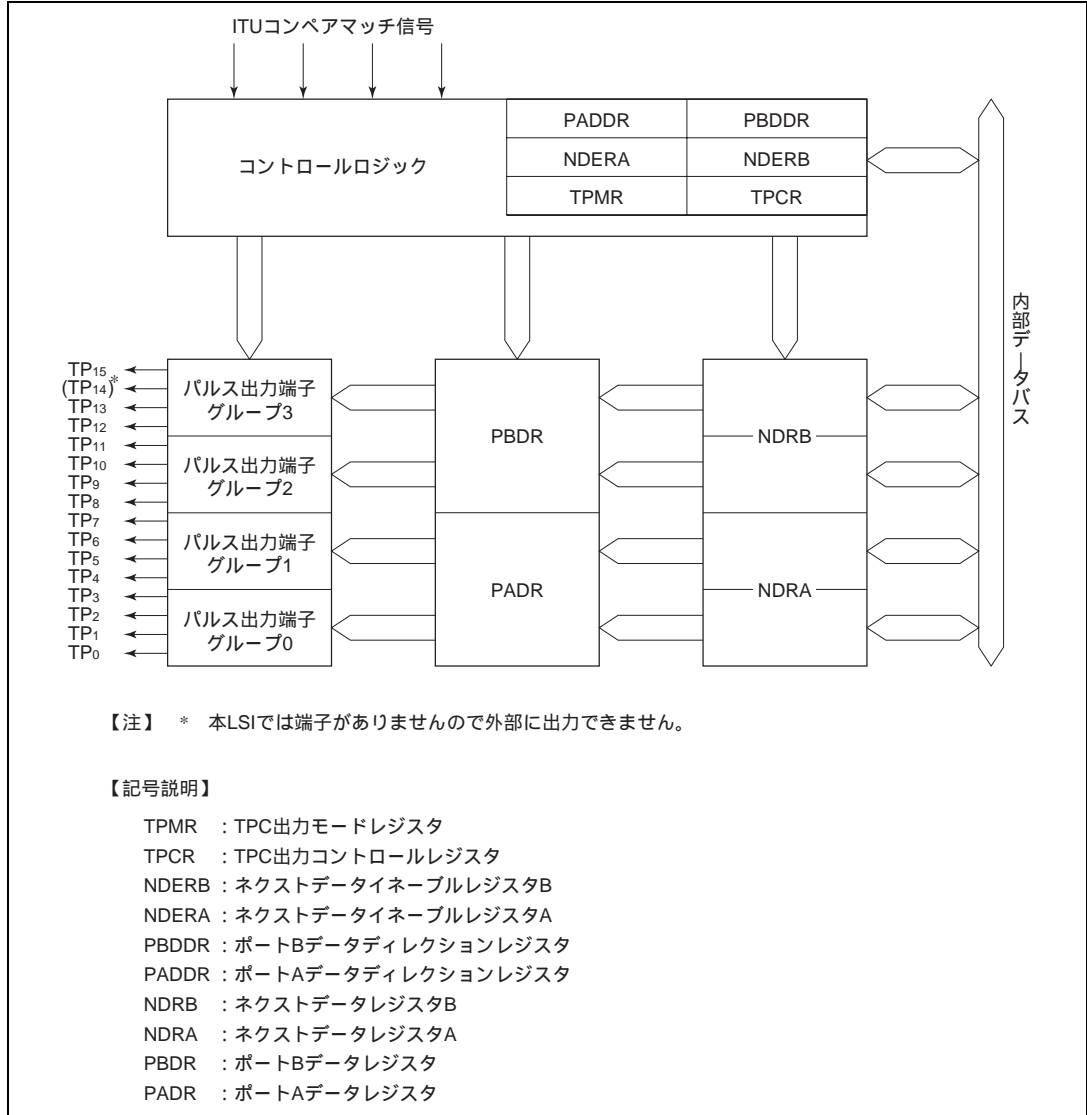 ITUコンペアマッチ信号
コントロールロジック
PADDR PBDDR
NDERA NDERB
TPMR TPCR
内部データバス
TP15
(TP14)*
TP13
TP12
TP11
TP10
TP9
TP8
TP7
TP6
TP5
TP4
TP3
TP2
TP1
TP0
パルス出力端子
グループ3
パルス出力端子
グループ2
パルス出力端子
グループ1
パルス出力端子
グループ0
PBDR
PADR
NDRB
NDRA
【注】 * 本LSIでは端子がありませんので外部に出力できません。
【記号説明】
TPMR :TPC出力モードレジスタ
TPCR :TPC出力コントロールレジスタ
NDERB :ネクストデータイネーブルレジスタB
NDERA :ネクストデータイネーブルレジスタA
PBDDR :ポートBデータディレクションレジスタ
PADDR :ポートAデータディレクションレジスタ
NDRB :ネクストデータレジスタB
NDRA :ネクストデータレジスタA
PBDR :ポートBデータレジスタ
PADR :ポートAデータレジスタ